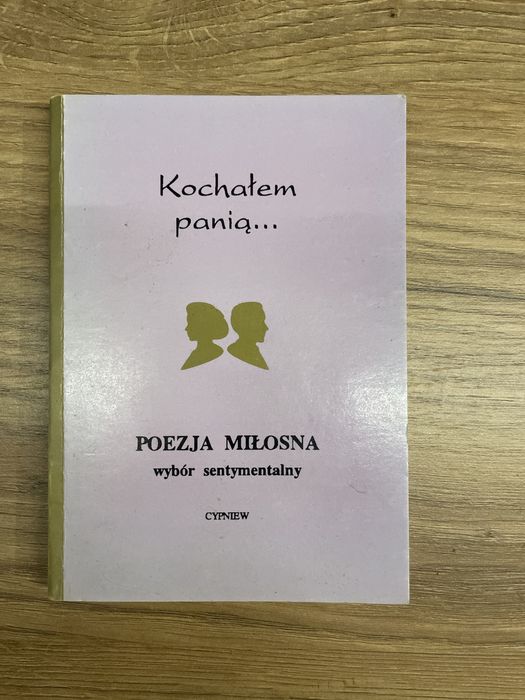 Kochałem
panią...
POEZJA MIŁOSNA
wybór sentymentalny
CYPNIEW